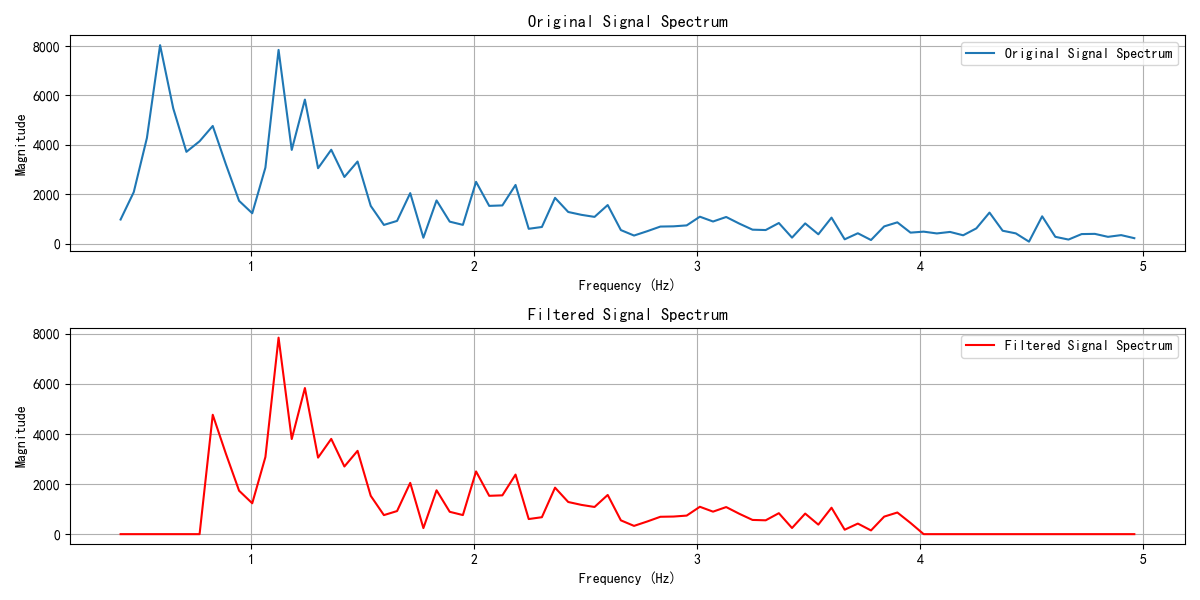 Original Signal Spectrum
8000
6000
4000
2000
0
Magnitude
Original Signal Spectrum
1 2 3 4 5
Frequency (Hz)
Filtered Signal Spectrum
8000
6000
4000
2000
0
Magnitude
Filtered Signal Spectrum
1 2 3 4 5
Frequency (Hz)